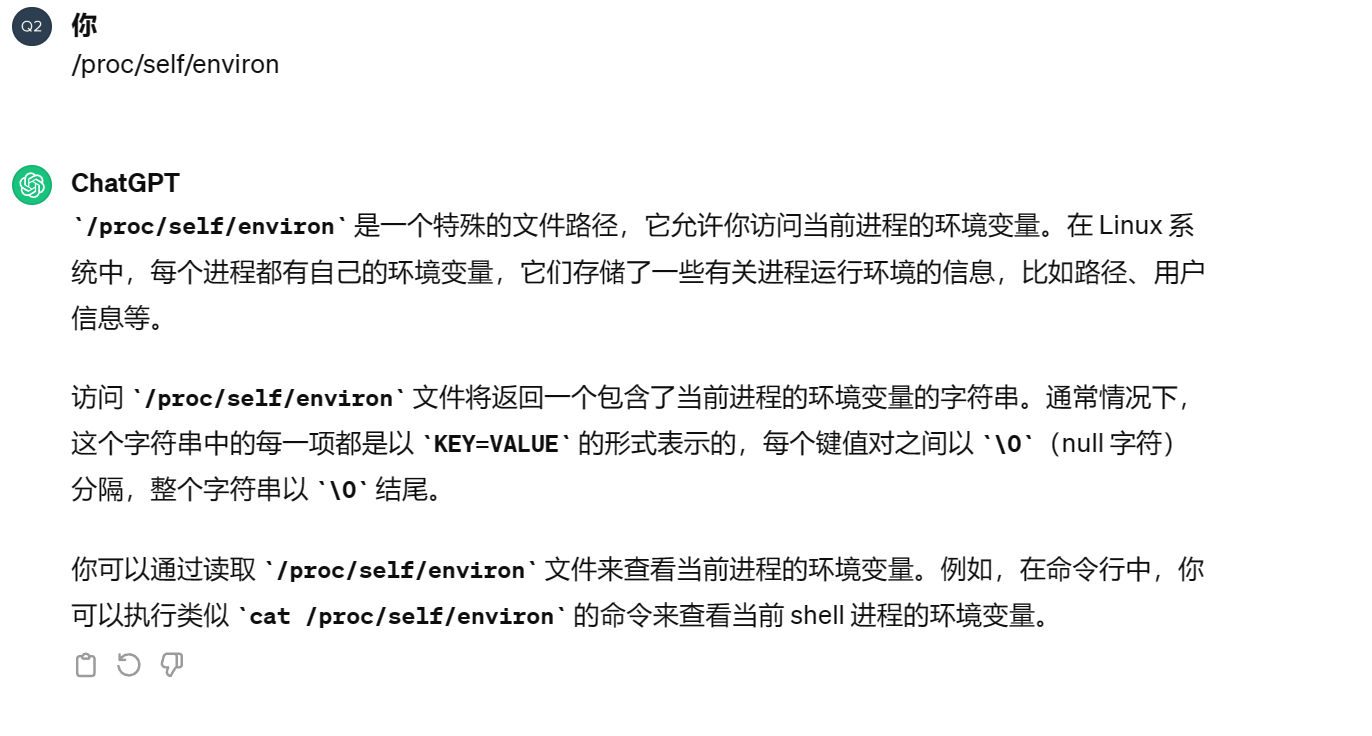 Q2
你
/proc/self/environ
ChatGPT
`/proc/self/environ` 是一个特殊的文件路径，它允许你访问当前进程的环境变量。在 Linux 系
统中，每个进程都有自己的环境变量，它们存储了一些有关进程运行环境的信息，比如路径、用户
信息等。
访问 `/proc/self/environ` 文件将返回一个包含了当前进程的环境变量的字符串。通常情况下，
这个字符串中的每一项都是以 `KEY=VALUE` 的形式表示的，每个键值对之间以 `\0`（null 字符）
分隔，整个字符串以 `\0` 结尾。
你可以通过读取 `/proc/self/environ` 文件来查看当前进程的环境变量。例如，在命令行中，你
可以执行类似 `cat /proc/self/environ` 的命令来查看当前 shell 进程的环境变量。